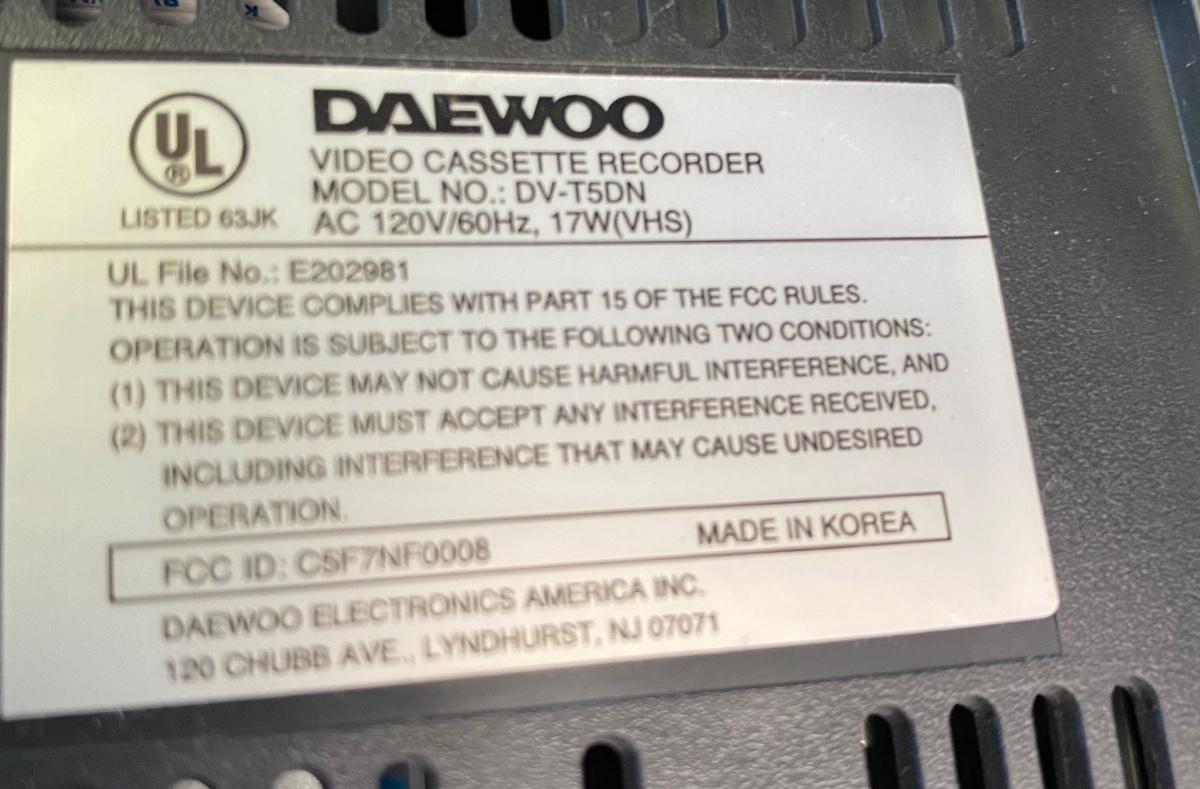 UL
®
LISTED 63JK
DAEWOO
VIDEO CASSETTE RECORDER
MODEL NO.: DV-T5DN
AC 120V/60Hz, 17W(VHS)
UL File No.: E202981
THIS DEVICE COMPLIES WITH PART 15 OF THE FCC RULES.
OPERATION IS SUBJECT TO THE FOLLOWING TWO CONDITIONS:
(1) THIS DEVICE MAY NOT CAUSE HARMFUL INTERFERENCE, AND
(2) THIS DEVICE MUST ACCEPT ANY INTERFERENCE RECEIVED,
INCLUDING INTERFERENCE THAT MAY CAUSE UNDESIRED
OPERATION.
FCC ID: C5F7NF0008 MADE IN KOREA
DAEWOO ELECTRONICS AMERICA INC.
120 CHUBB AVE., LYNDHURST, NJ 07071